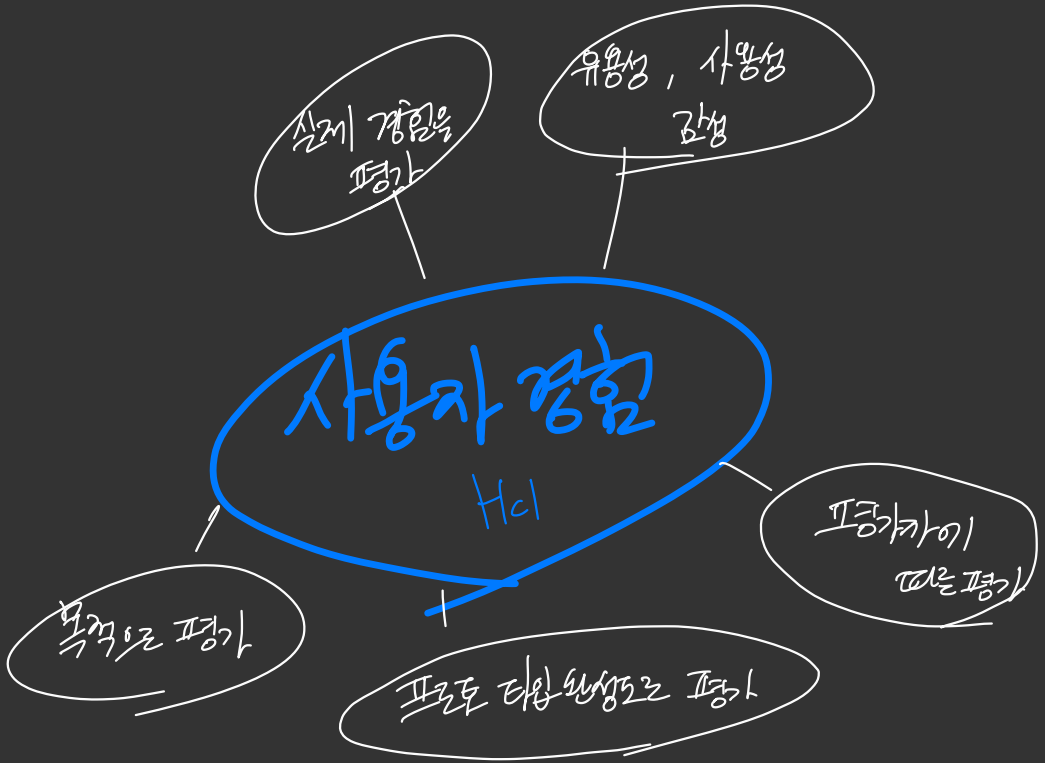 유용성, 사용성
감성
실제 경험을
평가
사용자 경험
HCI
평가자에
따른 평가
목적으로 평가
프로토 타입 완성도로 평가